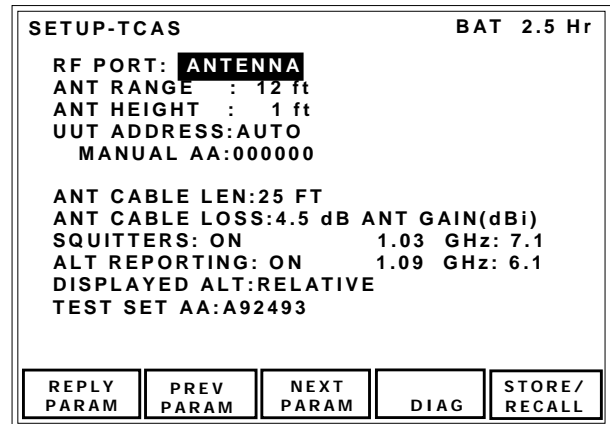 SETUP-TCAS BAT 2.5 Hr
RF PORT: ANTENNA
ANT RANGE : 12 ft
ANT HEIGHT : 1 ft
UUT ADDRESS:AUTO
MANUAL AA:000000
ANT CABLE LEN:25 FT
ANT CABLE LOSS:4.5 dB ANT GAIN(dBi)
SQUITTERS: ON 1.03 GHz: 7.1
ALT REPORTING: ON 1.09 GHz: 6.1
DISPLAYED ALT:RELATIVE
TEST SET AA:A92493
REPLY PARAM
PREV PARAM
NEXT PARAM
DIAG
STORE/ RECALL